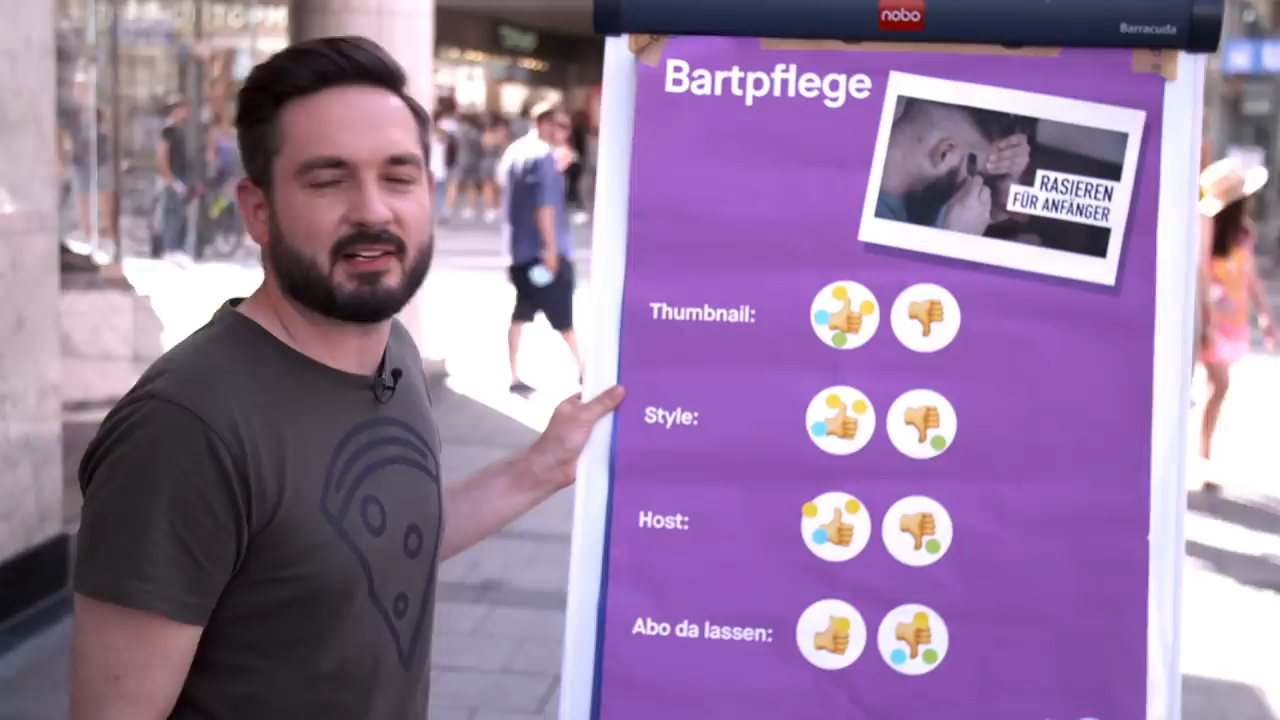 nobo
Barracuda
Bartpflege
RASIEREN
FÜR ANFÄNGER
Thumbnail:
Style:
Host:
Abo da lassen: